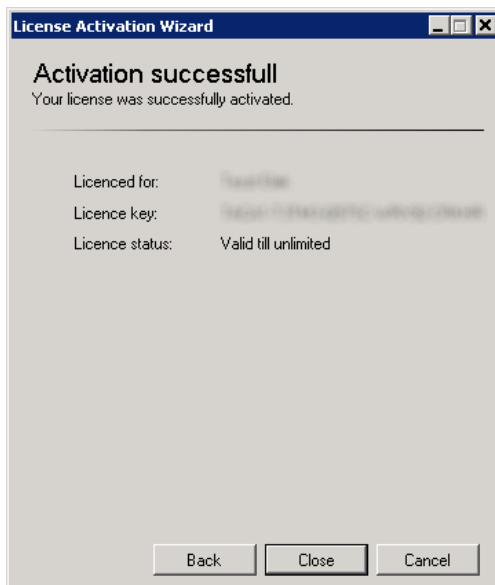 License Activation Wizard
Activation successfull
Your license was successfully activated.
Licenced for:
Licence key:
Licence status: Valid till unlimited
Back Close Cancel